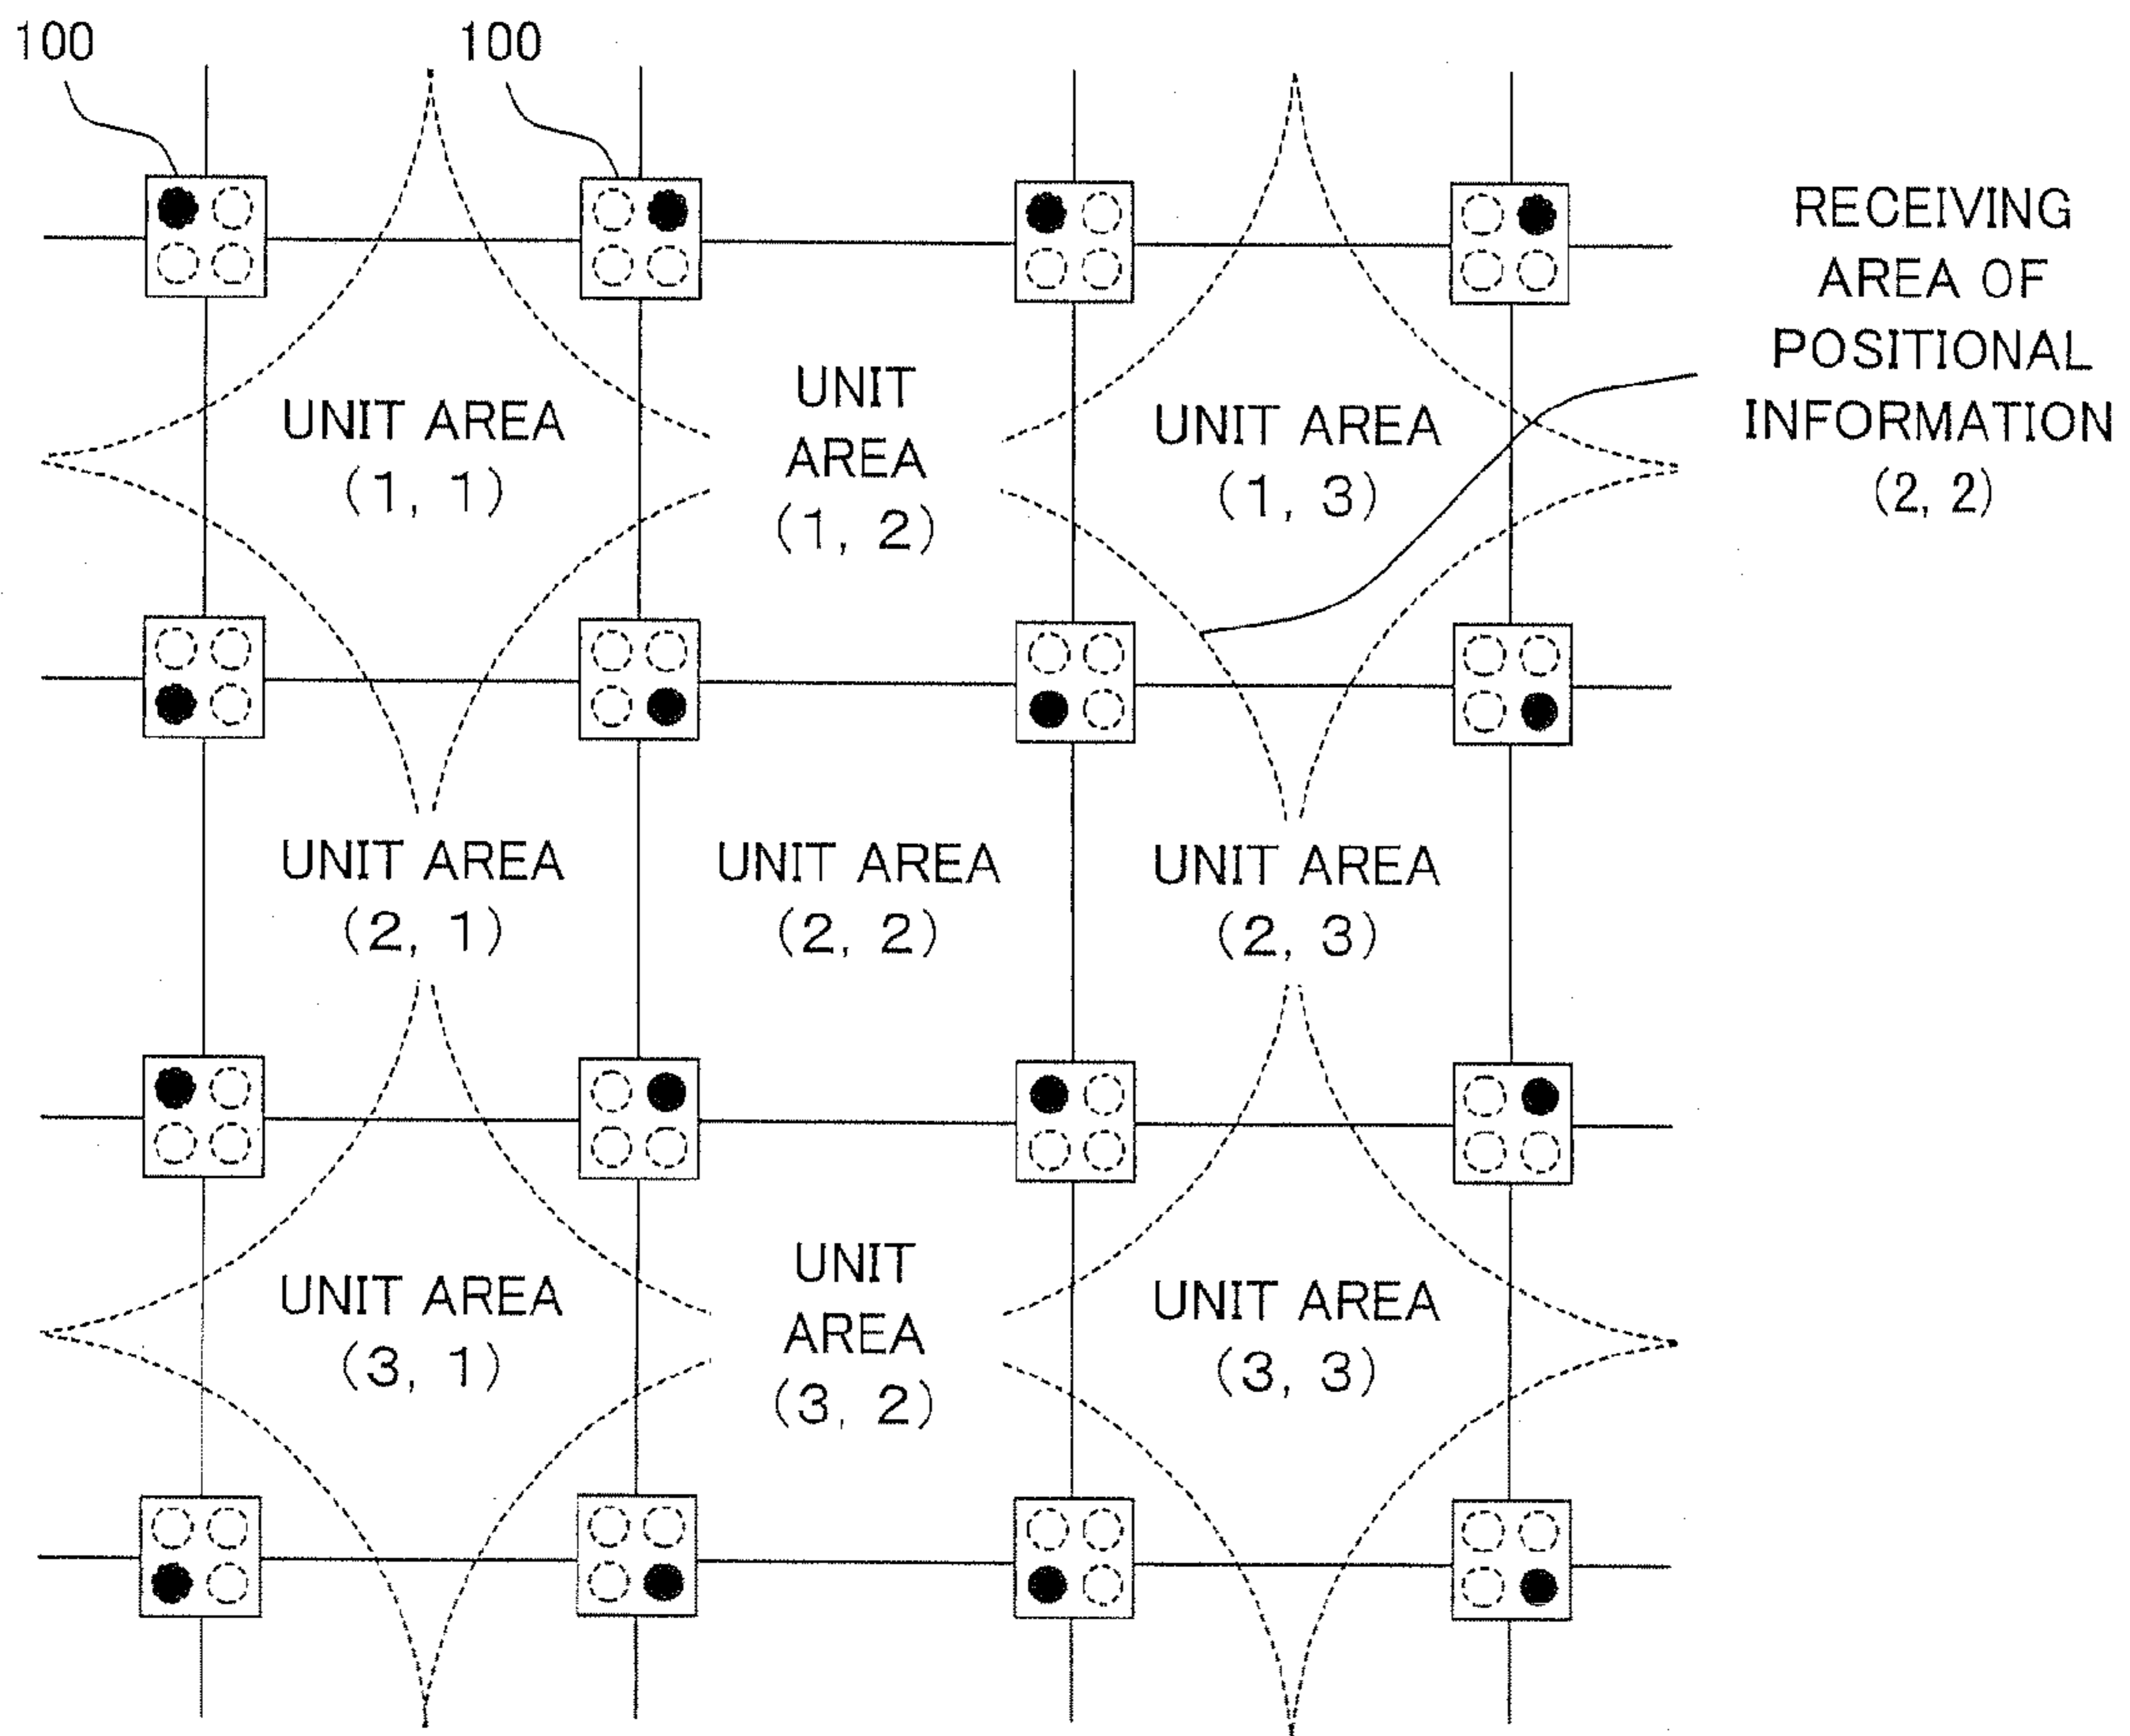 100
100
RECEIVING
AREA OF
POSITIONAL
INFORMATION
(2, 2)
UNIT AREA
(1, 1)
UNIT
AREA
(1, 2)
UNIT AREA
(1, 3)
UNIT AREA
(2, 1)
UNIT AREA
(2, 2)
UNIT AREA
(2, 3)
UNIT AREA
(3, 1)
UNIT
AREA
(3, 2)
UNIT AREA
(3, 3)